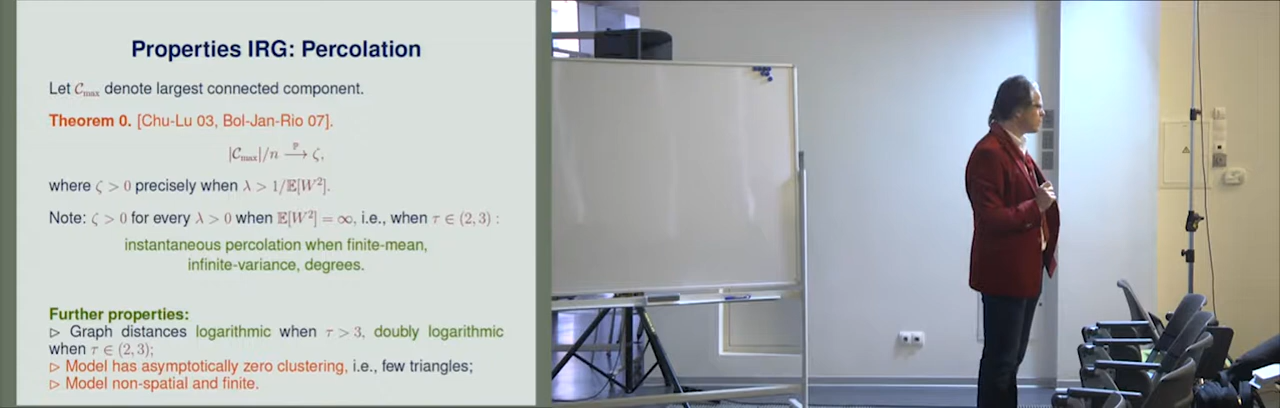 Properties IRG: Percolation
Let 𝒞max denote largest connected component.
Theorem 0. [Chu-Lu 03, Bol-Jan-Rio 07].
|𝒞max|/n ℙ⟶ ζ,
where ζ > 0 precisely when λ > 1/𝔼[W²].
Note: ζ > 0 for every λ > 0 when 𝔼[W²] = ∞, i.e., when τ ∈ (2, 3) :
instantaneous percolation when finite-mean,
infinite-variance, degrees.
Further properties:
▷ Graph distances logarithmic when τ > 3, doubly logarithmic
when τ ∈ (2, 3);
▷ Model has asymptotically zero clustering, i.e., few triangles;
▷ Model non-spatial and finite.